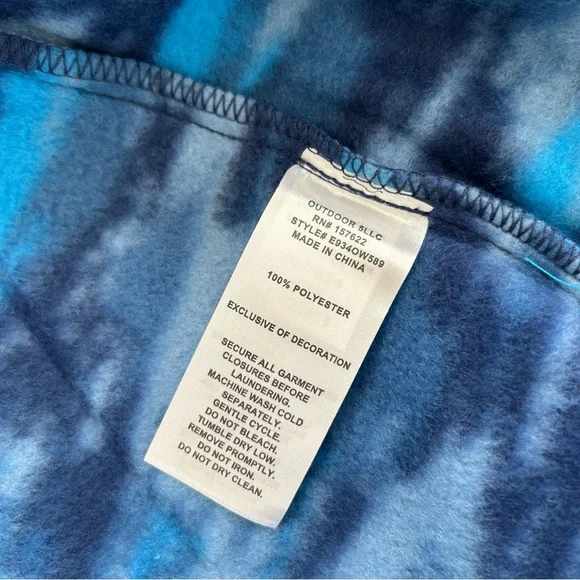 OUTDOOR 5LLC
RN# 157622
STYLE# E934OW589
MADE IN CHINA
100% POLYESTER
EXCLUSIVE OF DECORATION
SECURE ALL GARMENT
CLOSURES BEFORE
LAUNDERING.
MACHINE WASH COLD
SEPARATELY.
GENTLE CYCLE.
DO NOT BLEACH.
TUMBLE DRY LOW.
REMOVE PROMPTLY.
DO NOT IRON.
DO NOT DRY CLEAN.